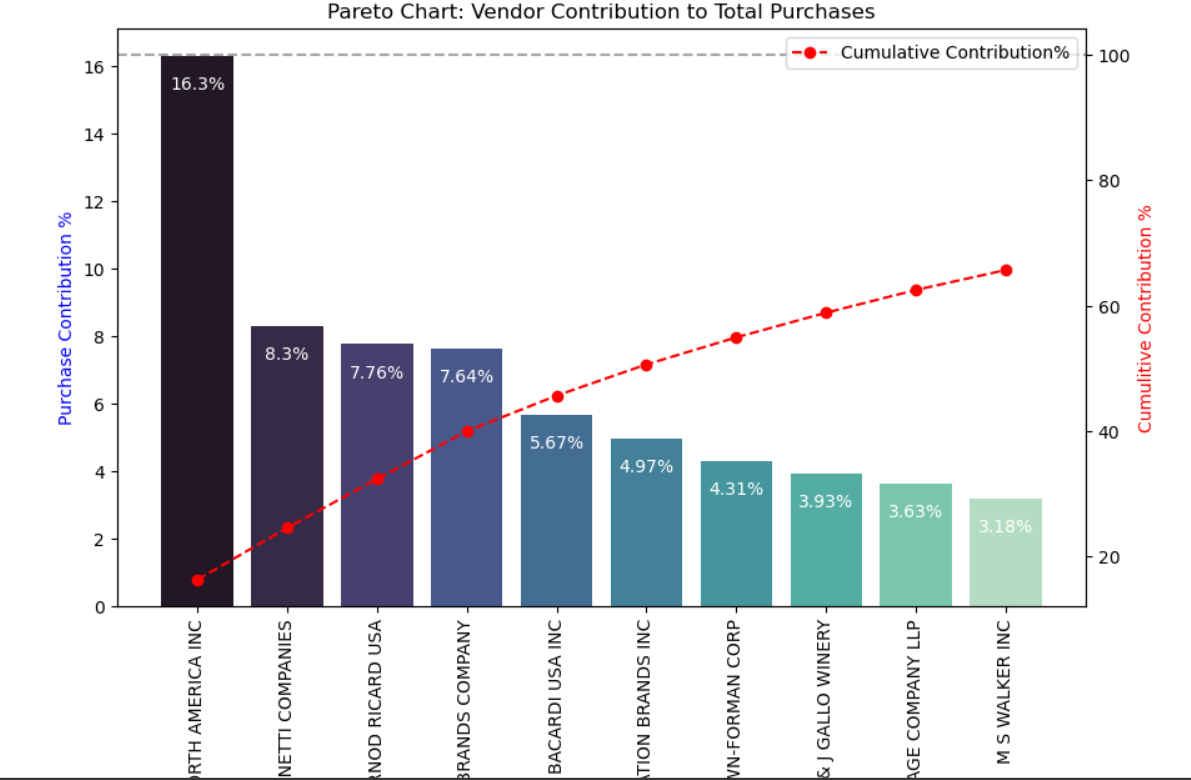 Pareto Chart: Vendor Contribution to Total Purchases
Cumulative Contribution%
Purchase Contribution %
16
14
12
10
8
6
4
2
0
16.3%
8.3%
7.76%
7.64%
5.67%
4.97%
4.31%
3.93%
3.63%
3.18%
100
80
60
40
20
Cumulitive Contribution %
ORTH AMERICA INC
NETTI COMPANIES
RNOD RICARD USA
BRANDS COMPANY
BACARDI USA INC
ATION BRANDS INC
WN-FORMAN CORP
& J GALLO WINERY
AGE COMPANY LLP
M S WALKER INC